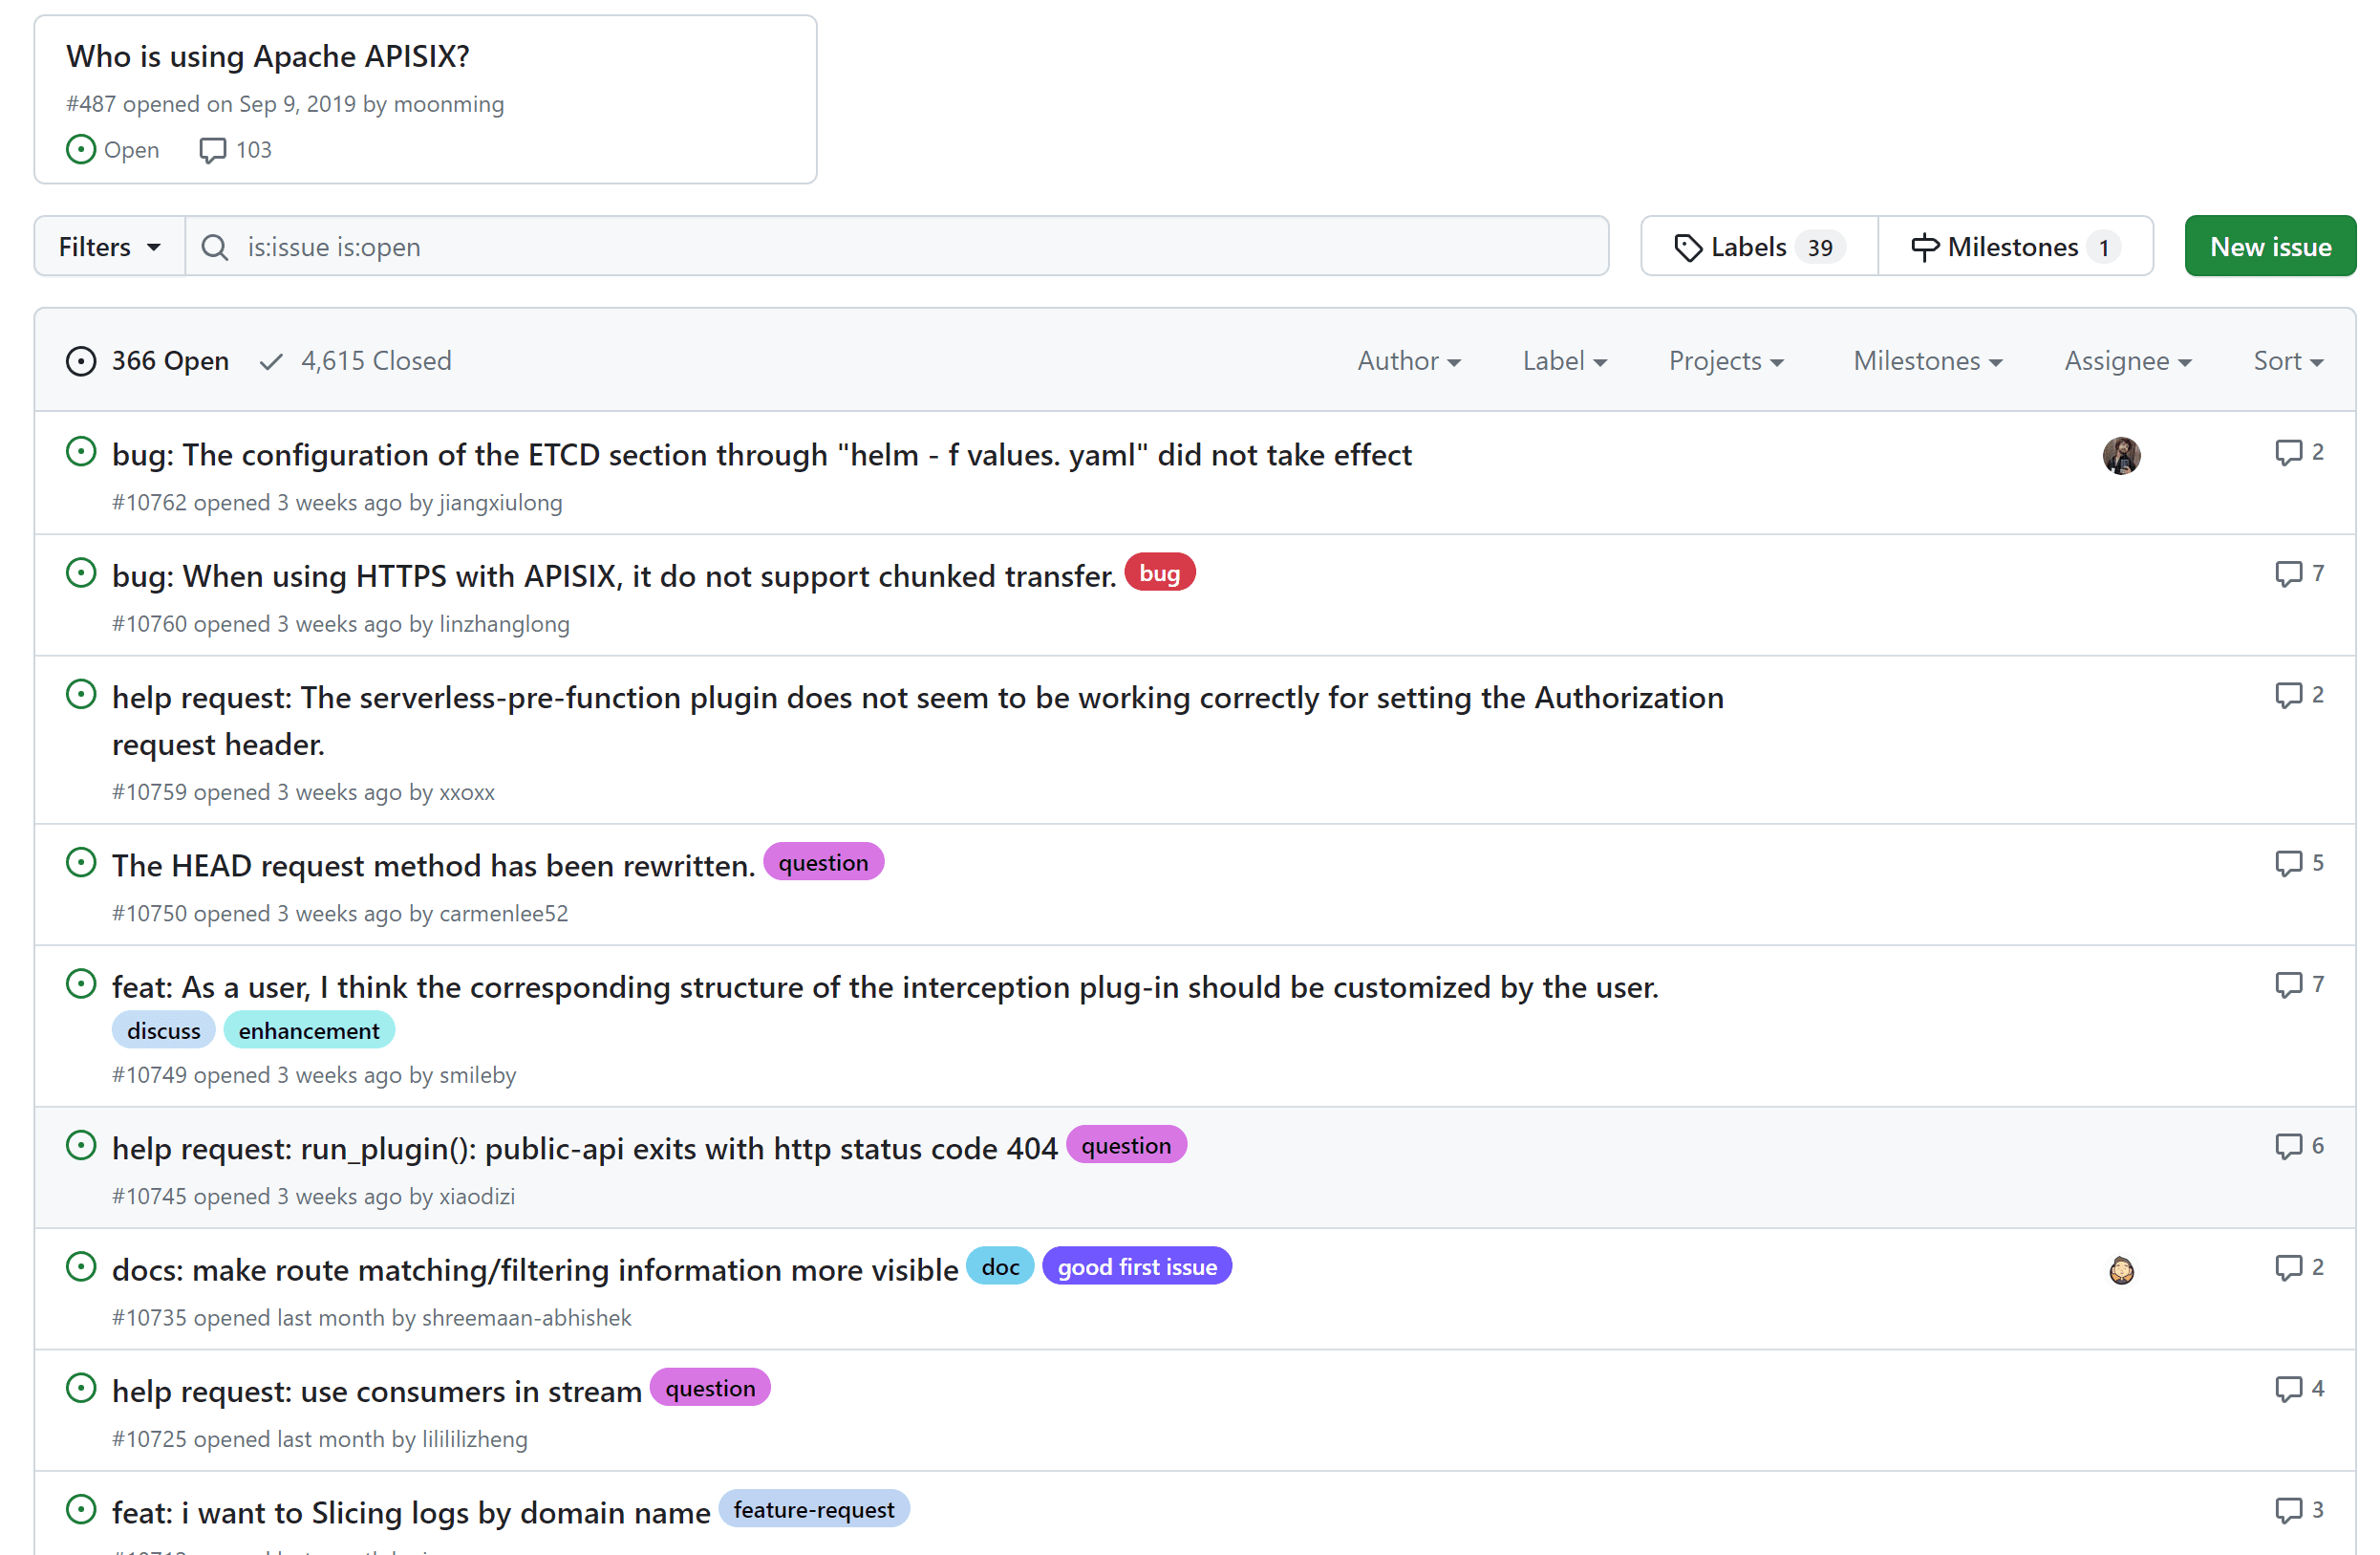 Who is using Apache APISIX?
#487 opened on Sep 9, 2019 by moonming
Open 103
Filters is:issue is:open Labels 39 Milestones 1 New issue
366 Open 4,615 Closed Author Label Projects Milestones Assignee Sort
bug: The configuration of the ETCD section through "helm - f values. yaml" did not take effect 2
#10762 opened 3 weeks ago by jiangxiulong
bug: When using HTTPS with APISIX, it do not support chunked transfer. bug 7
#10760 opened 3 weeks ago by linzhanglong
help request: The serverless-pre-function plugin does not seem to be working correctly for setting the Authorization 2
request header.
#10759 opened 3 weeks ago by xxoxx
The HEAD request method has been rewritten. question 5
#10750 opened 3 weeks ago by carmenlee52
feat: As a user, I think the corresponding structure of the interception plug-in should be customized by the user. 7
discuss enhancement
#10749 opened 3 weeks ago by smileby
help request: run_plugin(): public-api exits with http status code 404 question 6
#10745 opened 3 weeks ago by xiaodizi
docs: make route matching/filtering information more visible doc good first issue 2
#10735 opened last month by shreemaan-abhishek
help request: use consumers in stream question 4
#10725 opened last month by lilililizheng
feat: i want to Slicing logs by domain name feature-request 3